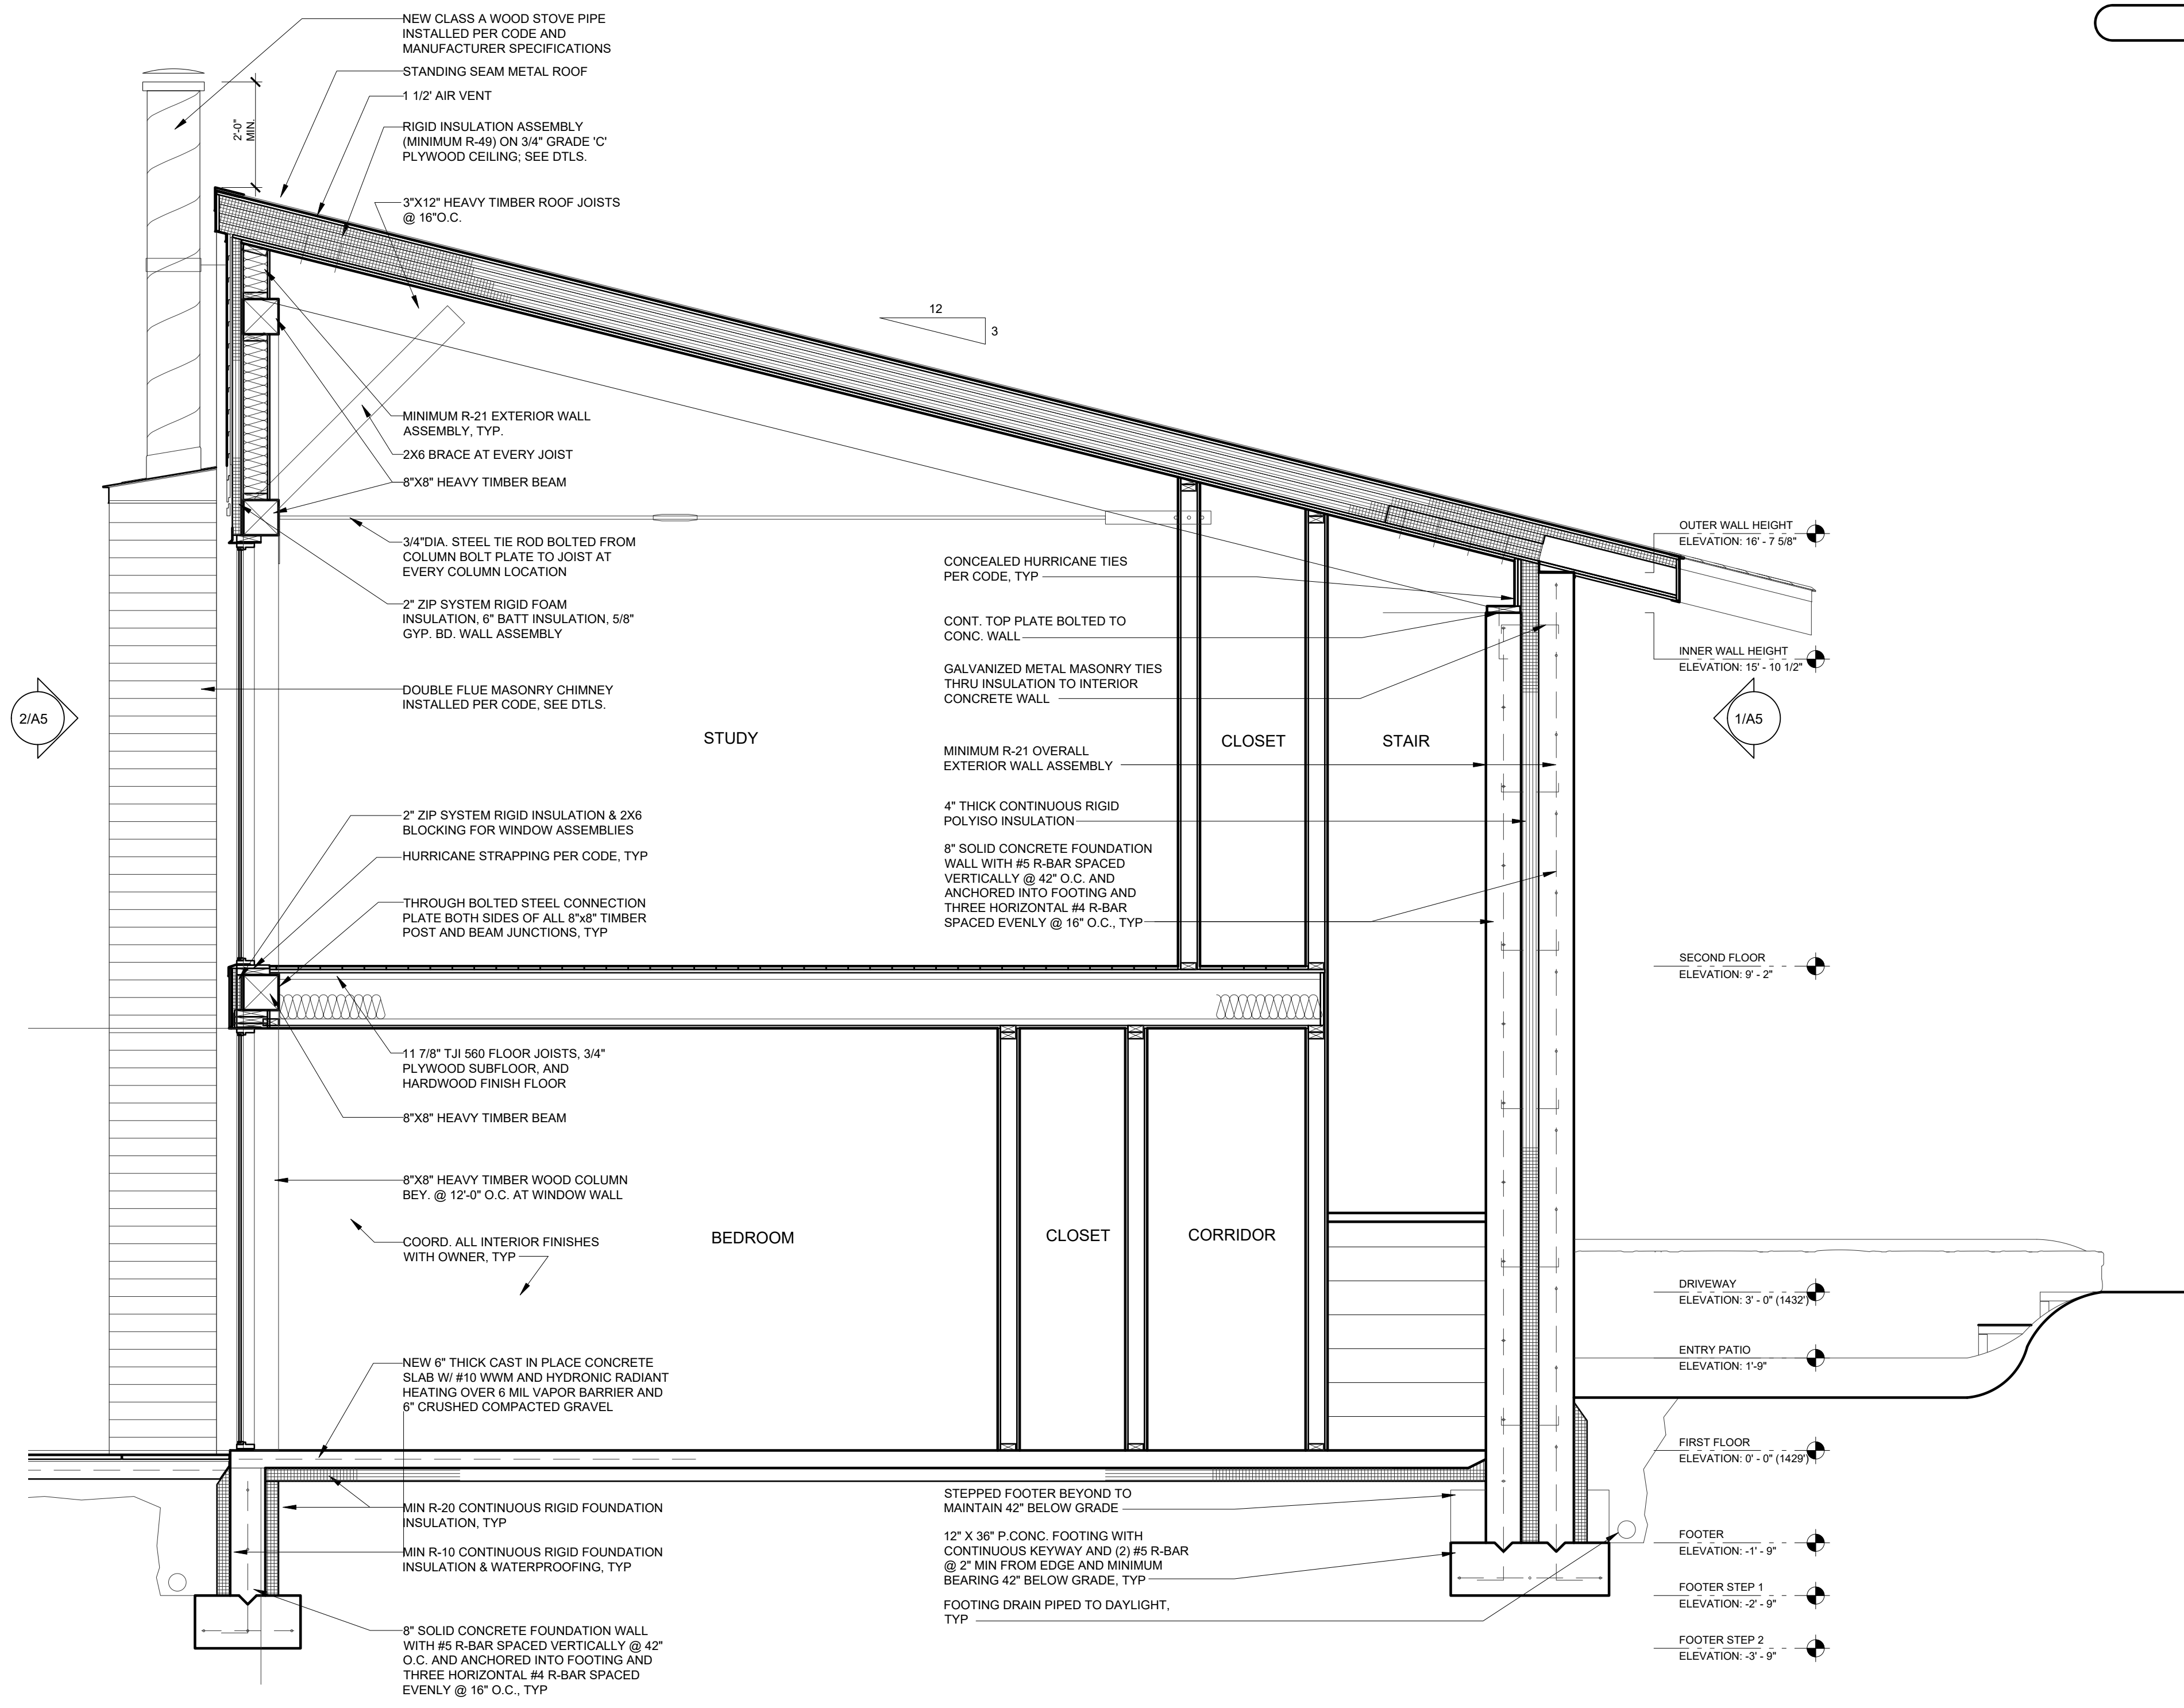 NEW CLASS A WOOD STOVE PIPE
INSTALLED PER CODE AND
MANUFACTURER SPECIFICATIONS
STANDING SEAM METAL ROOF
1 1/2' AIR VENT
RIGID INSULATION ASSEMBLY
(MINIMUM R-49) ON 3/4" GRADE 'C'
PLYWOOD CEILING; SEE DTLS.
2'-0"
MIN.
3"X12" HEAVY TIMBER ROOF JOISTS
@ 16"O.C.
12
3
MINIMUM R-21 EXTERIOR WALL
ASSEMBLY, TYP.
2X6 BRACE AT EVERY JOIST
8"X8" HEAVY TIMBER BEAM
3/4"DIA. STEEL TIE ROD BOLTED FROM
COLUMN BOLT PLATE TO JOIST AT
EVERY COLUMN LOCATION
2" ZIP SYSTEM RIGID FOAM
INSULATION, 6" BATT INSULATION, 5/8"
GYP. BD. WALL ASSEMBLY
DOUBLE FLUE MASONRY CHIMNEY
INSTALLED PER CODE, SEE DTLS.
2/A5
STUDY
CLOSET
STAIR
2" ZIP SYSTEM RIGID INSULATION & 2X6
BLOCKING FOR WINDOW ASSEMBLIES
HURRICANE STRAPPING PER CODE, TYP
THROUGH BOLTED STEEL CONNECTION
PLATE BOTH SIDES OF ALL 8"x8" TIMBER
POST AND BEAM JUNCTIONS, TYP
11 7/8" TJI 560 FLOOR JOISTS, 3/4"
PLYWOOD SUBFLOOR, AND
HARDWOOD FINISH FLOOR
8"X8" HEAVY TIMBER BEAM
8"X8" HEAVY TIMBER WOOD COLUMN
BEY. @ 12'-0" O.C. AT WINDOW WALL
COORD. ALL INTERIOR FINISHES
WITH OWNER, TYP
BEDROOM
CLOSET
CORRIDOR
NEW 6" THICK CAST IN PLACE CONCRETE
SLAB W/ #10 WWM AND HYDRONIC RADIANT
HEATING OVER 6 MIL VAPOR BARRIER AND
6" CRUSHED COMPACTED GRAVEL
MIN R-20 CONTINUOUS RIGID FOUNDATION
INSULATION, TYP
MIN R-10 CONTINUOUS RIGID FOUNDATION
INSULATION & WATERPROOFING, TYP
8" SOLID CONCRETE FOUNDATION WALL
WITH #5 R-BAR SPACED VERTICALLY @ 42"
O.C. AND ANCHORED INTO FOOTING AND
THREE HORIZONTAL #4 R-BAR SPACED
EVENLY @ 16" O.C., TYP
CONCEALED HURRICANE TIES
PER CODE, TYP
CONT. TOP PLATE BOLTED TO
CONC. WALL
GALVANIZED METAL MASONRY TIES
THRU INSULATION TO INTERIOR
CONCRETE WALL
MINIMUM R-21 OVERALL
EXTERIOR WALL ASSEMBLY
4" THICK CONTINUOUS RIGID
POLYISO INSULATION
8" SOLID CONCRETE FOUNDATION
WALL WITH #5 R-BAR SPACED
VERTICALLY @ 42" O.C. AND
ANCHORED INTO FOOTING AND
THREE HORIZONTAL #4 R-BAR
SPACED EVENLY @ 16" O.C., TYP
STEPPED FOOTER BEYOND TO
MAINTAIN 42" BELOW GRADE
12" X 36" P.CONC. FOOTING WITH
CONTINUOUS KEYWAY AND (2) #5 R-BAR
@ 2" MIN FROM EDGE AND MINIMUM
BEARING 42" BELOW GRADE, TYP
FOOTING DRAIN PIPED TO DAYLIGHT,
TYP
OUTER WALL HEIGHT
ELEVATION: 16' - 7 5/8"
INNER WALL HEIGHT
ELEVATION: 15' - 10 1/2"
1/A5
SECOND FLOOR
ELEVATION: 9' - 2"
DRIVEWAY
ELEVATION: 3' - 0" (1432')
ENTRY PATIO
ELEVATION: 1'-9"
FIRST FLOOR
ELEVATION: 0' - 0" (1429')
FOOTER
ELEVATION: -1' - 9"
FOOTER STEP 1
ELEVATION: -2' - 9"
FOOTER STEP 2
ELEVATION: -3' - 9"